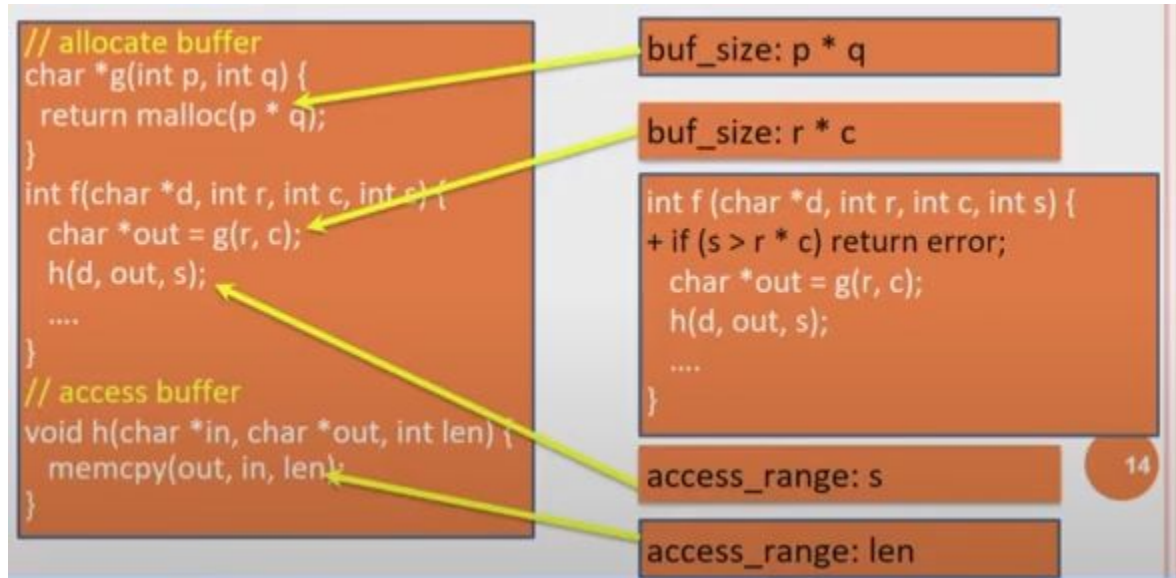 // allocate buffer
char *g(int p, int q) {
return malloc(p * q);
}
int f(char *d, int r, int c, int s) {
char *out = g(r, c);
h(d, out, s);
....
}
// access buffer
void h(char *in, char *out, int len) {
memcpy(out, in, len);
}
buf_size: p * q
buf_size: r * c
int f (char *d, int r, int c, int s) {
+ if (s > r * c) return error;
char *out = g(r, c);
h(d, out, s);
....
}
access_range: s
14
access_range: len